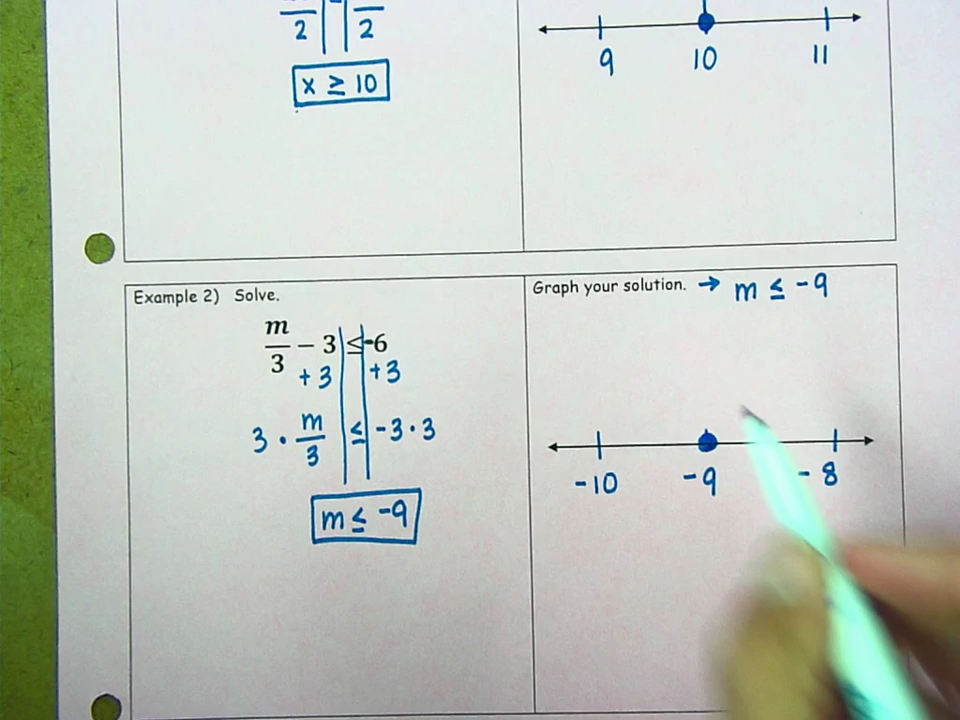 2 2
x ≥ 10
9 10 11
Example 2) Solve.
m/3 − 3 ≤ -6
+ 3 +3
3 · m/3 ≤ -3·3
m ≤ -9
Graph your solution. → m ≤ -9
-10 -9 -8